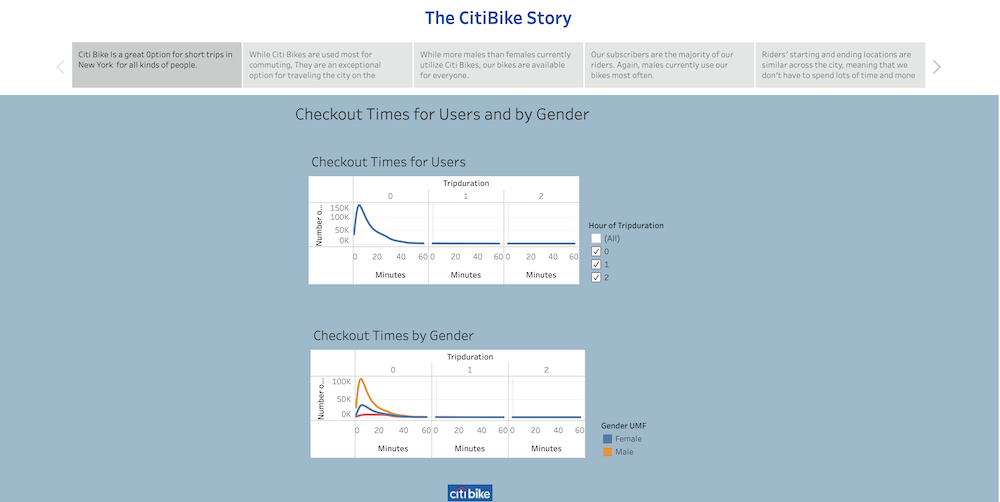 The CitiBike Story
Citi Bike Is a great Option for short trips in
New York for all kinds of people.
While Citi Bikes are used most for
commuting, They are an exceptional
option for traveling the city on the
While more males than females currently
utilize Citi Bikes, our bikes are available
for everyone.
Our subscribers are the majority of our
riders. Again, males currently use our
bikes most often.
Riders' starting and ending locations are
similar across the city, meaning that we
don't have to spend lots of time and mone
Checkout Times for Users and by Gender
Checkout Times for Users
Tripduration
0 1 2
Number o...
150K
100K
50K
0K
0 20 40 60 0 20 40 60 0 20 40 60
Minutes Minutes Minutes
Hour of Tripduration
(All)
0
1
2
Checkout Times by Gender
Tripduration
0 1 2
Number o...
100K
50K
0K
0 20 40 60 0 20 40 60 0 20 40 60
Minutes Minutes Minutes
Gender UMF
Female
Male
citi bike